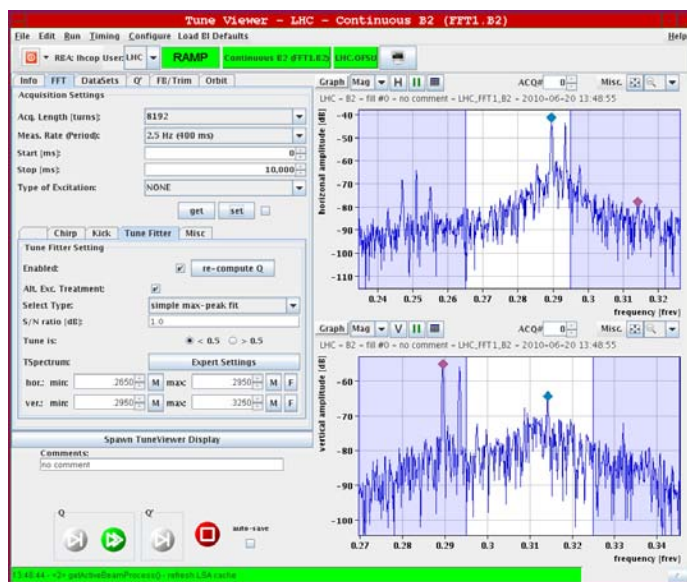 Tune Viewer - LHC - Continuous B2 (FFT1.B2)
File Edit Run Timing Configure Load BI Defaults Help
RBA: lhcop User: LHC RAMP Continuous B2 (FFT1.B2) LHC.OFSU
Info FFT DataSets Q' FB/Trim Orbit
Acquisition Settings
Acq. Length (turns): 8192
Meas. Rate (Period): 2.5 Hz (400 ms)
Start [ms]: 0
Stop [ms]: 10,000
Type of Excitation: NONE
get set
Chirp Kick Tune Fitter Misc
Tune Fitter Setting
Enabled: re-compute Q
Alt. Exc. Treatment:
Select Type: simple max-peak fit
S/N ratio [dB]: 1.0
Tune is: < 0.5 > 0.5
TSpectrum: Expert Settings
hor.: min: .2650 M max: .2950 M F
ver.: min: .2950 M max: .3250 M F
Spawn TuneViewer Display
Comments:
no comment
Q Q'
auto-save
13:48:44 - <2> getActiveBeamProcess()- refresh LSA cache
Graph Mag H ACQ# 0 Misc.
LHC - B2 - fill #0 - no comment - LHC_FFT1_B2 - 2010-06-20 13:48:55
horizonal amplitude [dB]
-40
-50
-60
-70
-80
-90
-100
-110
0.24 0.25 0.26 0.27 0.28 0.29 0.3 0.31 0.32
frequency [frev]
Graph Mag V ACQ# 0 Misc.
LHC - B2 - fill #0 - no comment - LHC_FFT1_B2 - 2010-06-20 13:48:55
vertical amplitude [dB]
-60
-70
-80
-90
-100
0.27 0.28 0.29 0.3 0.31 0.32 0.33 0.34
frequency [frev]